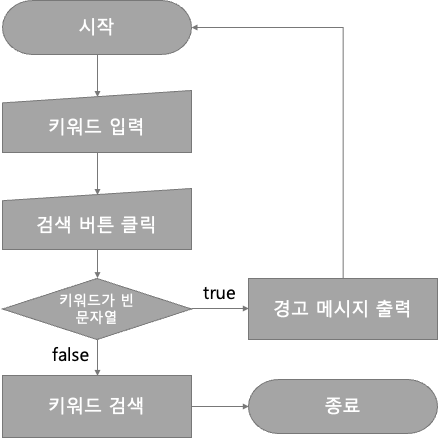 시작
키워드 입력
검색 버튼 클릭
키워드가 빈
문자열
true
경고 메시지 출력
false
키워드 검색
종료